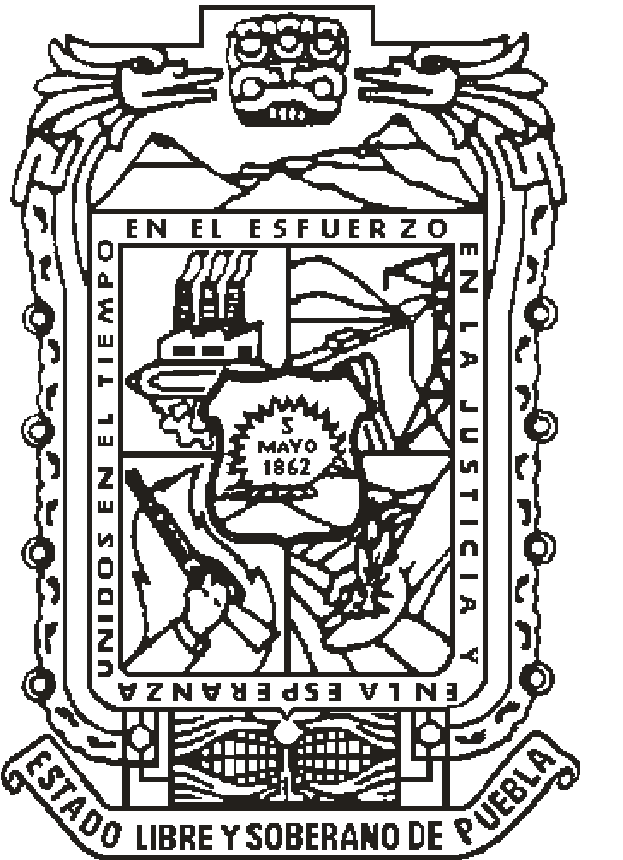 UNIDOS EN EL TIEMPO
EN EL ESFUERZO
EN LA JUSTICIA Y
EN LA ESPERANZA
5
MAYO
1862
ESTADO LIBRE Y SOBERANO DE PUEBLA